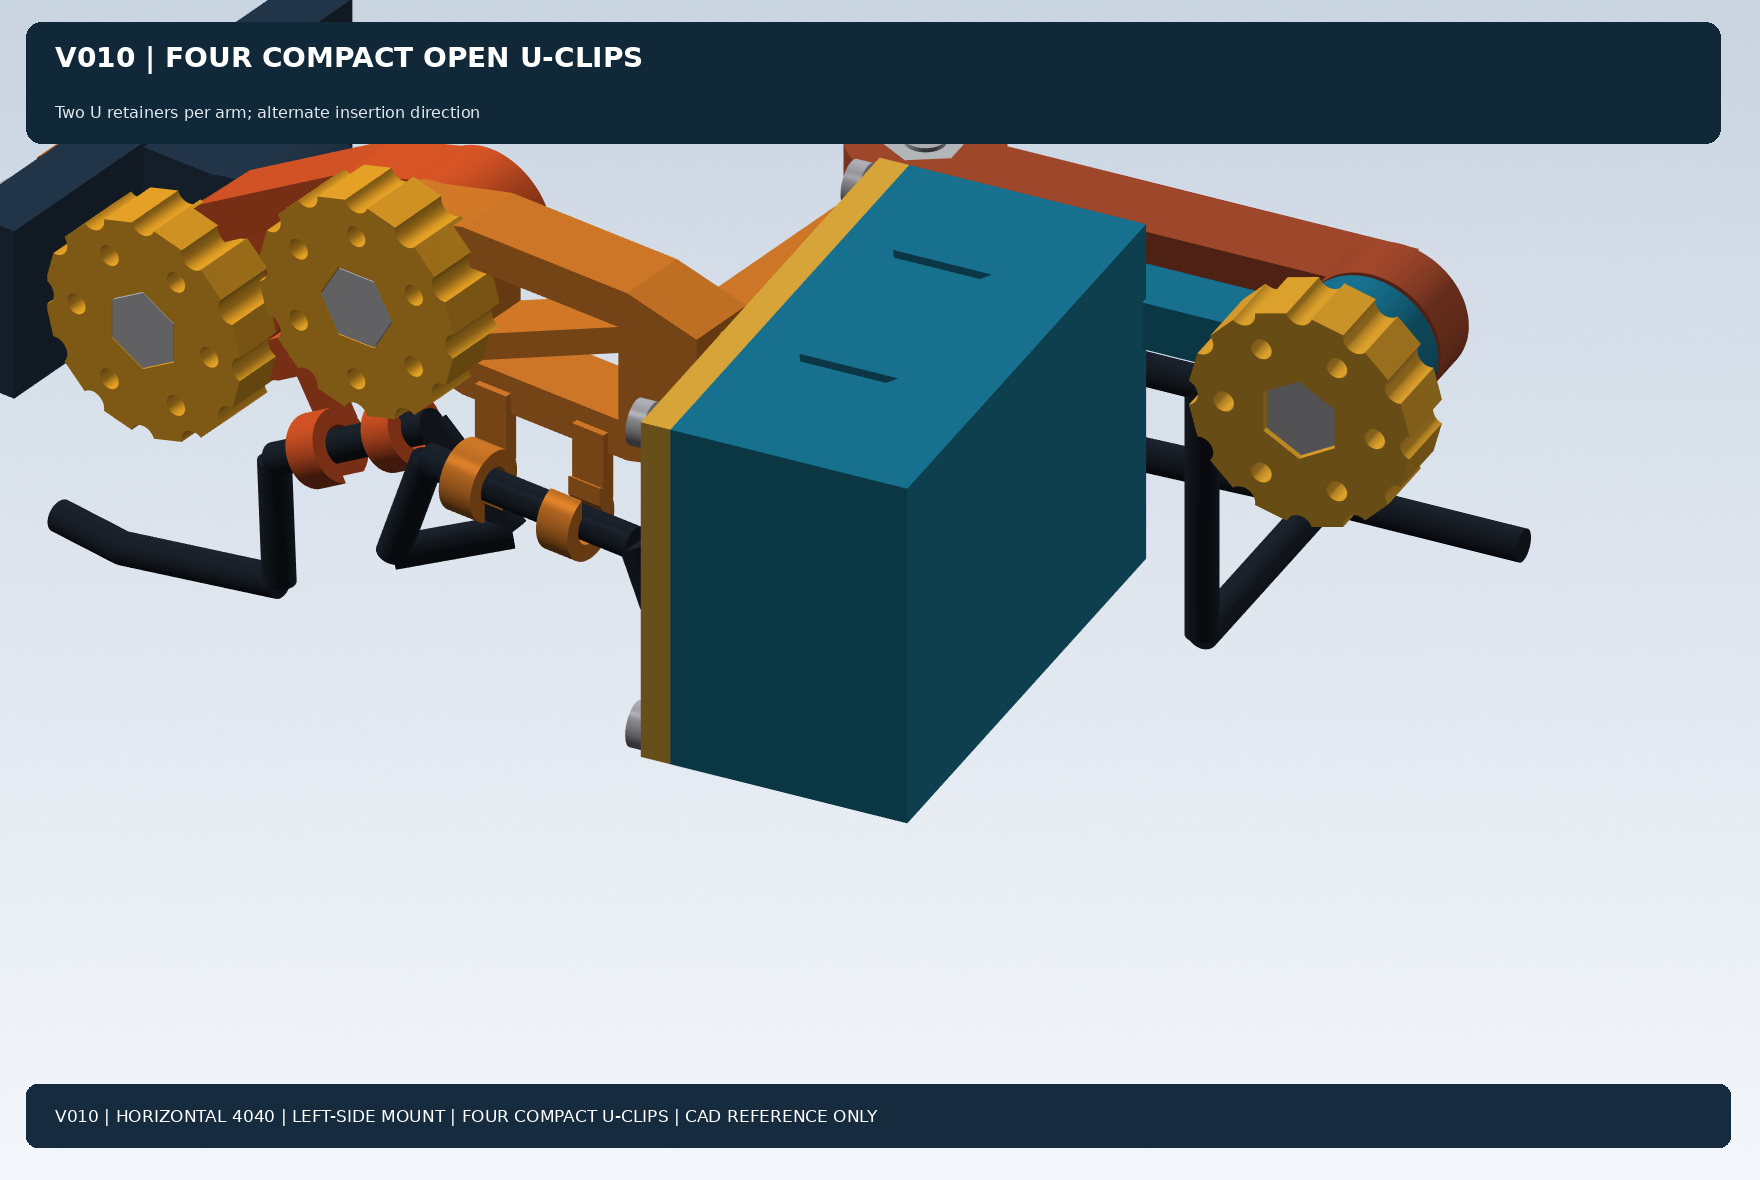 V010 | FOUR COMPACT OPEN U-CLIPS
Two U retainers per arm; alternate insertion direction
V010 | HORIZONTAL 4040 | LEFT-SIDE MOUNT | FOUR COMPACT U-CLIPS | CAD REFERENCE ONLY